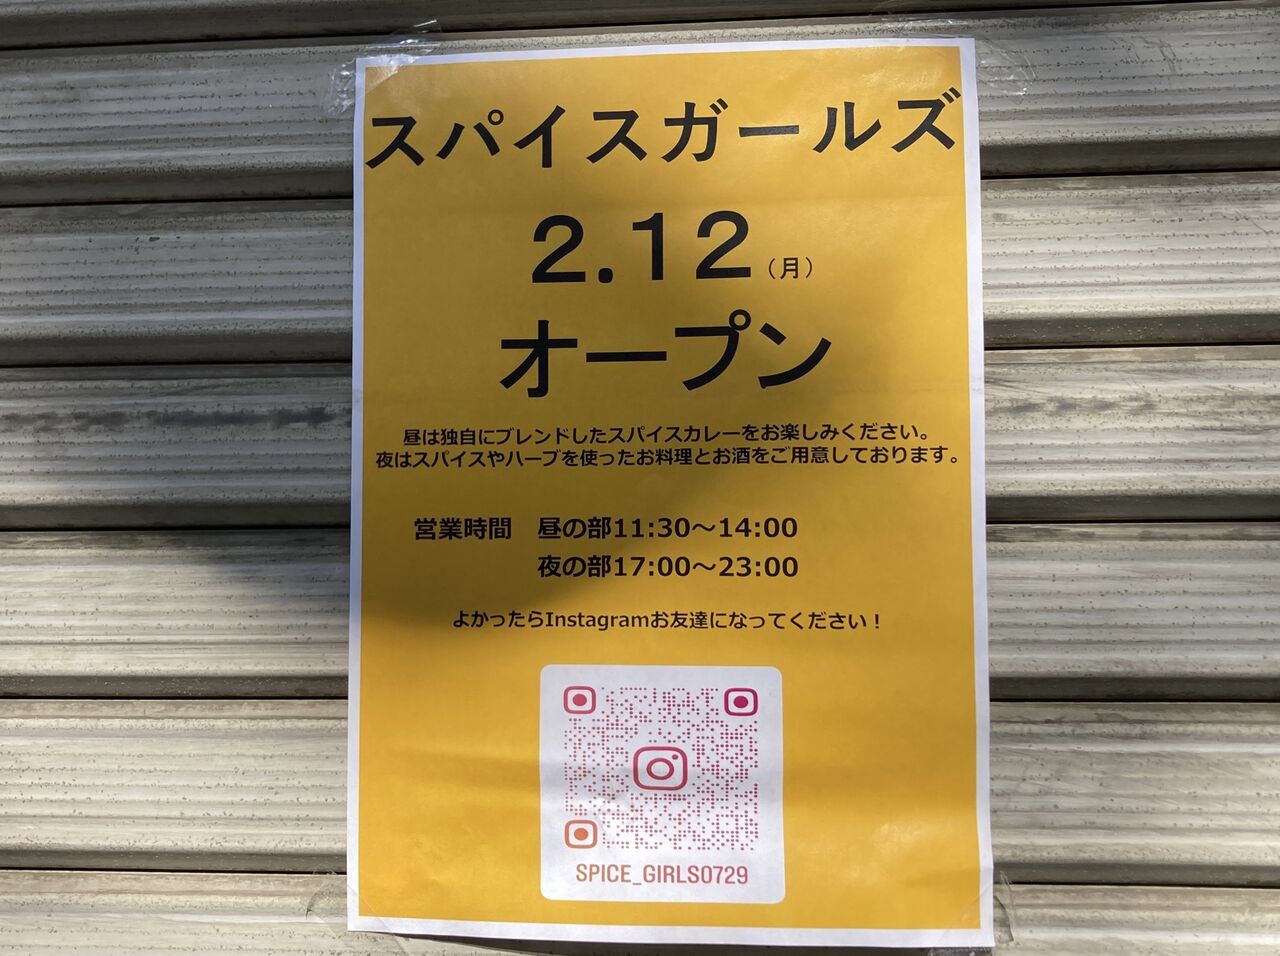 スパイスガールズ
2.12(月)
オープン
昼は独自にブレンドしたスパイスカレーをお楽しみください。
夜はスパイスやハーブを使ったお料理とお酒をご用意しております。
営業時間　昼の部11:30～14:00
夜の部17:00～23:00
よかったらInstagramお友達になってください！
SPICE_GIRLS0729